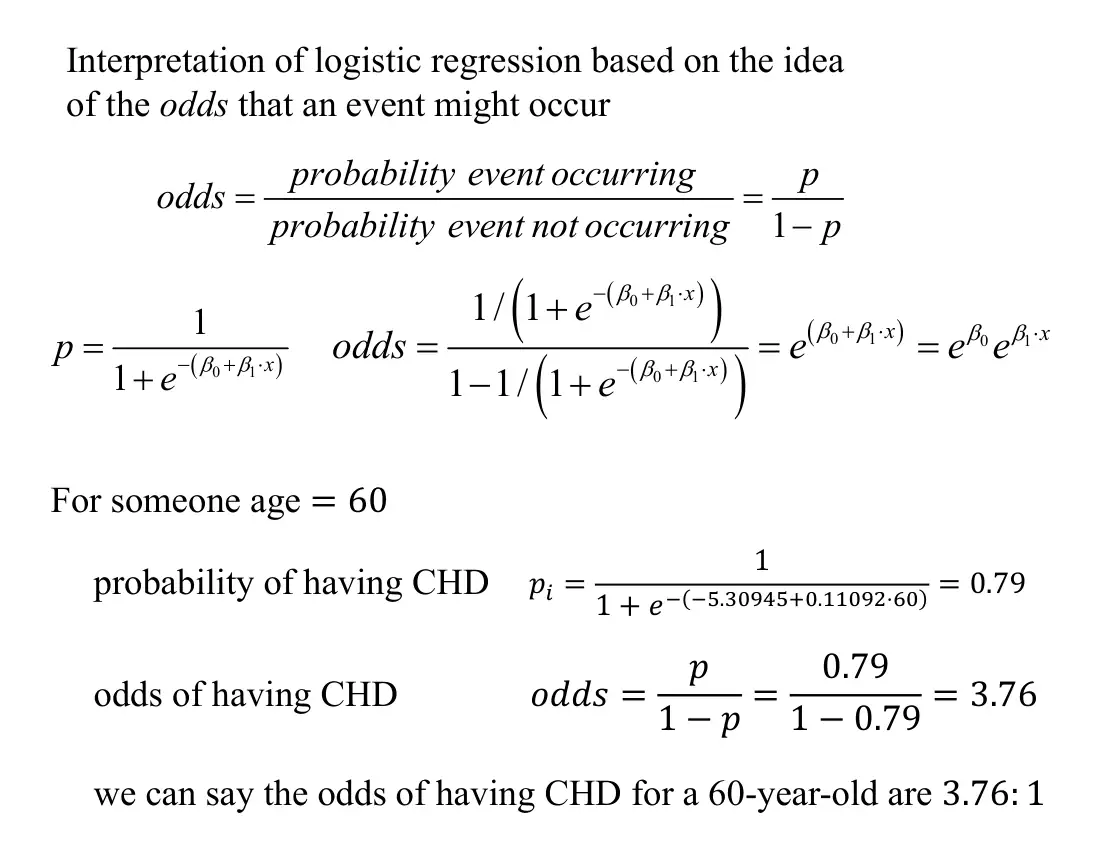 Interpretation of logistic regression based on the idea
of the odds that an event might occur
odds = probability event occurring / probability event not occurring = p / 1 − p
p = 1 / 1 + e^−(β₀+β₁·x)    odds = 1/(1 + e^−(β₀+β₁·x)) / 1 − 1/(1 + e^−(β₀+β₁·x)) = e^(β₀+β₁·x) = e^β₀ e^β₁·x
For someone age = 60
probability of having CHD    pᵢ = 1 / 1 + e^−(−5.30945+0.11092·60) = 0.79
odds of having CHD    odds = p / 1 − p = 0.79 / 1 − 0.79 = 3.76
we can say the odds of having CHD for a 60-year-old are 3.76: 1